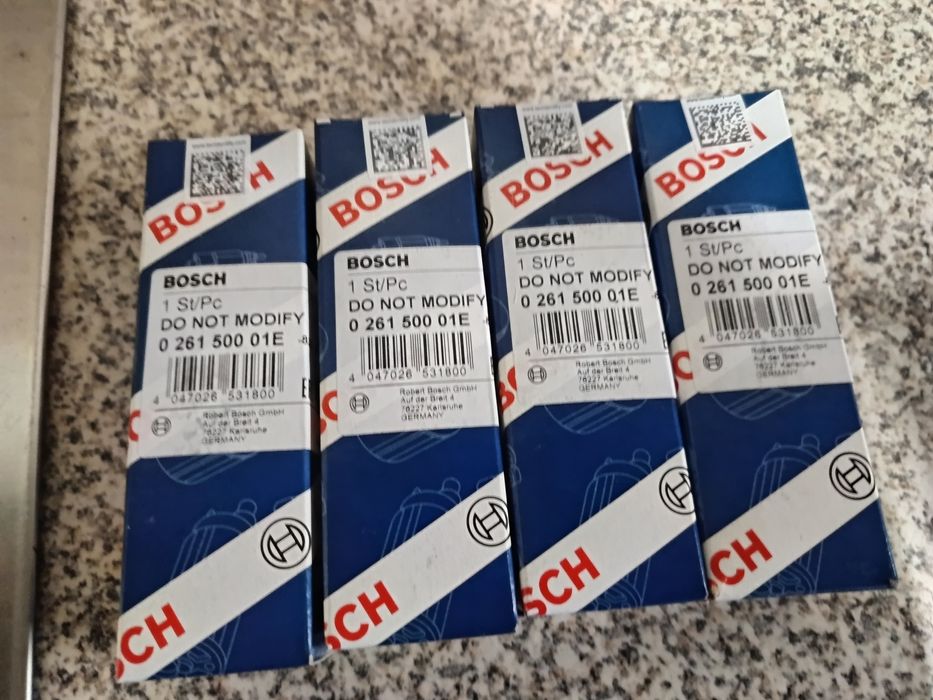 BOSCH
BOSCH
1 St/Pc
DO NOT MODIFY
0 261 500 01E
4 047026 531800
Robert Bosch GmbH
Auf der Breit 4
76227 Karlsruhe
GERMANY
SCH
BOSCH
BOSCH
1 St/Pc
DO NOT MODIFY
0 261 500 01E
4 047026 531800
Robert Bosch GmbH
Auf der Breit 4
76227 Karlsruhe
GERMANY
SCH
BOSCH
BOSCH
1 St/Pc
DO NOT MODIFY
0 261 500 01E
4 047026 531800
Robert Bosch GmbH
Auf der Breit 4
76227 Karlsruhe
GERMANY
SCH
BOSCH
BOSCH
1 St/Pc
DO NOT MODIFY
0 261 500 01E
4 047026 531800
Robert Bosch GmbH
Auf der Breit 4
76227 Karlsruhe
GERMANY
SCH